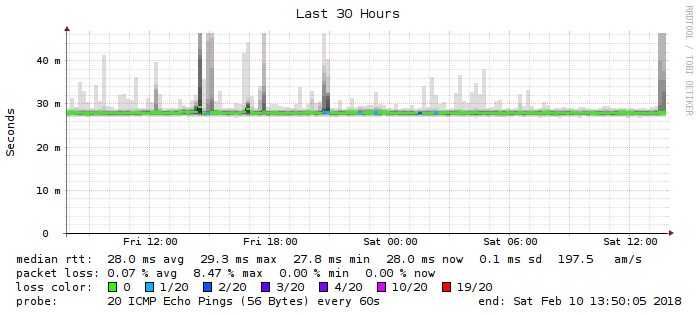 Last 30 Hours
RRDTOOL / TOBI OETIKER
Seconds
40 m
30 m
20 m
10 m
0
Fri 12:00 Fri 18:00 Sat 00:00 Sat 06:00 Sat 12:00
median rtt: 28.0 ms avg 29.3 ms max 27.8 ms min 28.0 ms now 0.1 ms sd 197.5 am/s
packet loss: 0.07 % avg 8.47 % max 0.00 % min 0.00 % now
loss color: 0 1/20 2/20 3/20 4/20 10/20 19/20
probe: 20 ICMP Echo Pings (56 Bytes) every 60s end: Sat Feb 10 13:50:05 2018